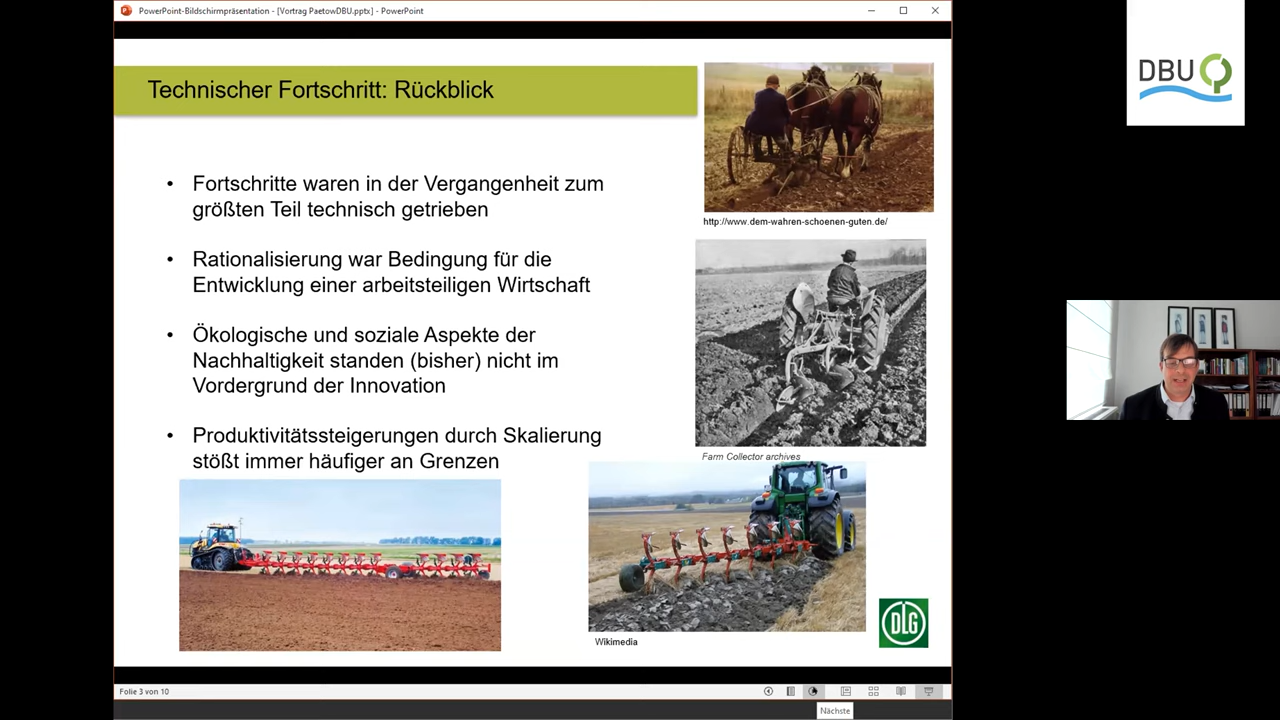 PowerPoint-Bildschirmpräsentation - [Vortrag PaetowDBU.pptx] - PowerPoint
DBU
Technischer Fortschritt: Rückblick
• Fortschritte waren in der Vergangenheit zum
größten Teil technisch getrieben
http://www.dem-wahren-schoenen-guten.de/
• Rationalisierung war Bedingung für die
Entwicklung einer arbeitsteiligen Wirtschaft
• Ökologische und soziale Aspekte der
Nachhaltigkeit standen (bisher) nicht im
Vordergrund der Innovation
• Produktivitätssteigerungen durch Skalierung
stößt immer häufiger an Grenzen
Farm Collector archives
DLG
Wikimedia
Folie 3 von 10
Nächste